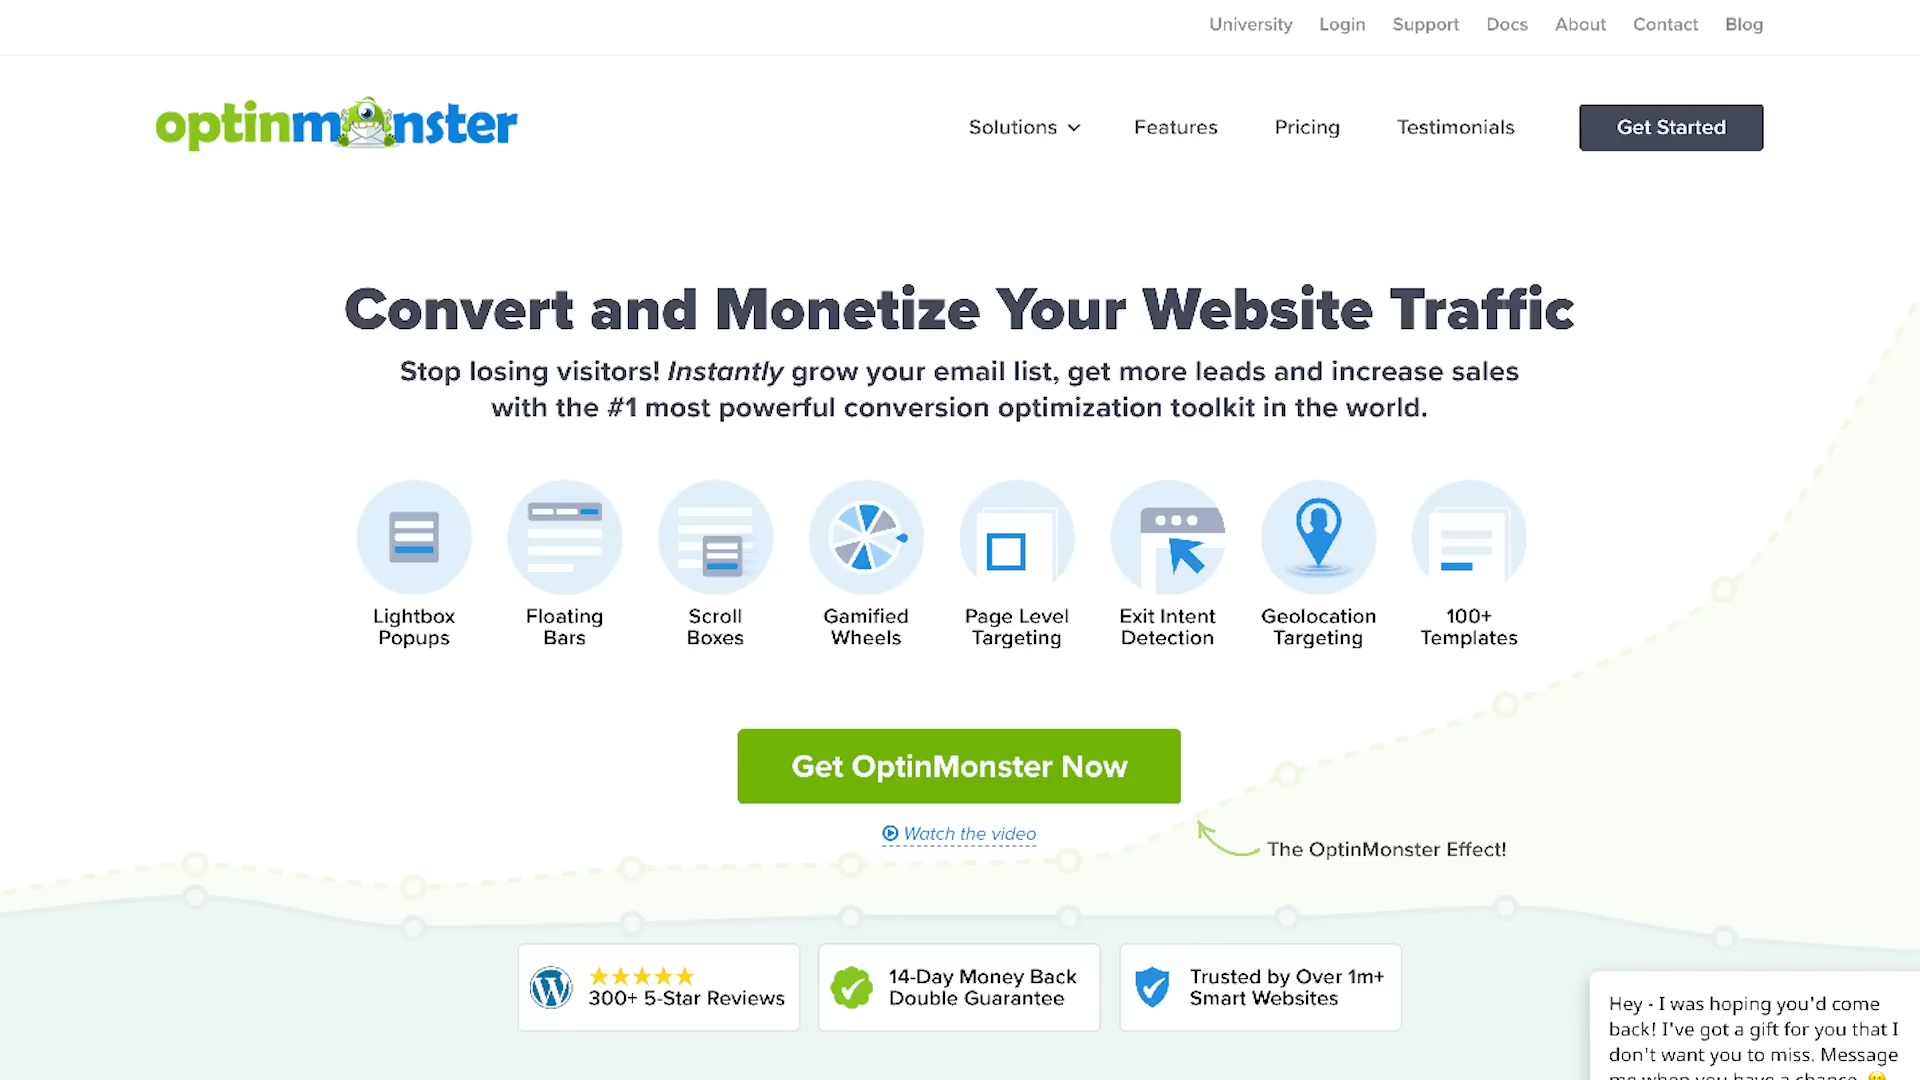 University Login Support Docs About Contact Blog
optinmonster
Solutions Features Pricing Testimonials Get Started
Convert and Monetize Your Website Traffic
Stop losing visitors! Instantly grow your email list, get more leads and increase sales
with the #1 most powerful conversion optimization toolkit in the world.
Lightbox
Popups
Floating
Bars
Scroll
Boxes
Gamified
Wheels
Page Level
Targeting
Exit Intent
Detection
Geolocation
Targeting
100+
Templates
Get OptinMonster Now
Watch the video
The OptinMonster Effect!
300+ 5-Star Reviews
14-Day Money Back
Double Guarantee
Trusted by Over 1m+
Smart Websites
Hey - I was hoping you'd come
back! I've got a gift for you that I
don't want you to miss. Message
me when you have a chance. 🙂